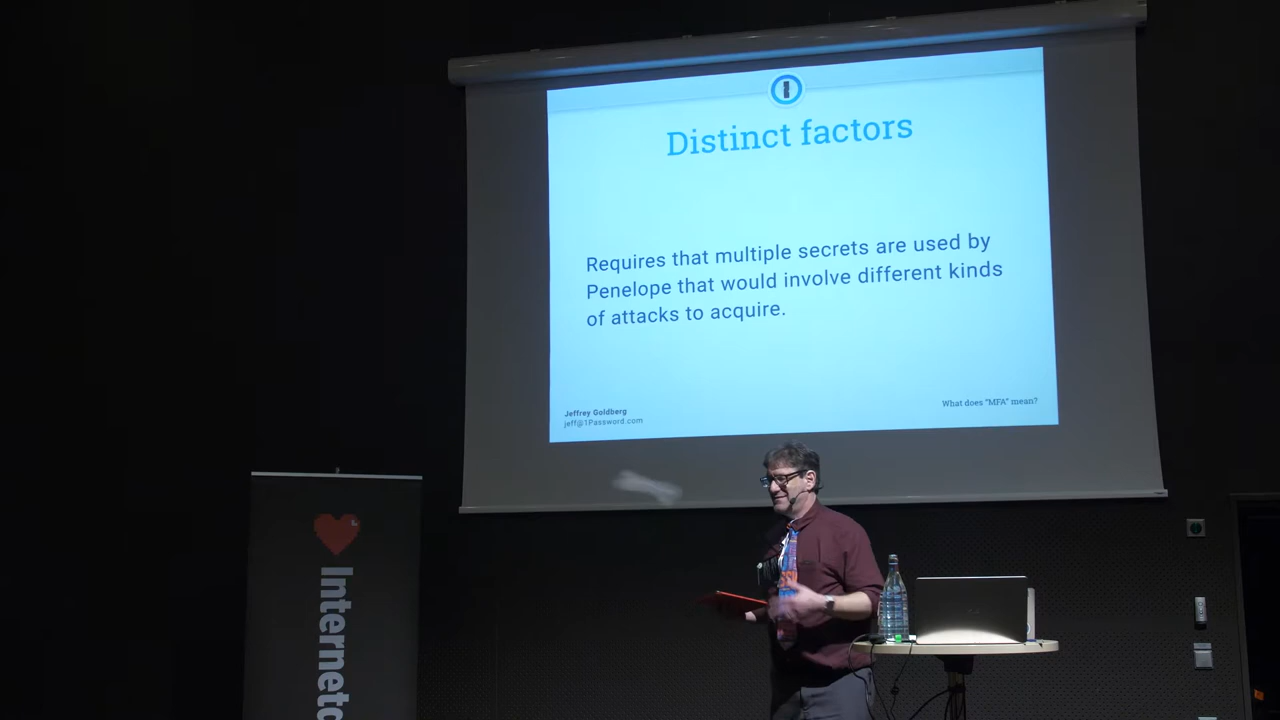 Distinct factors
Requires that multiple secrets are used by
Penelope that would involve different kinds
of attacks to acquire.
Jeffrey Goldberg
jeff@1Password.com
What does "MFA" mean?
Internetd